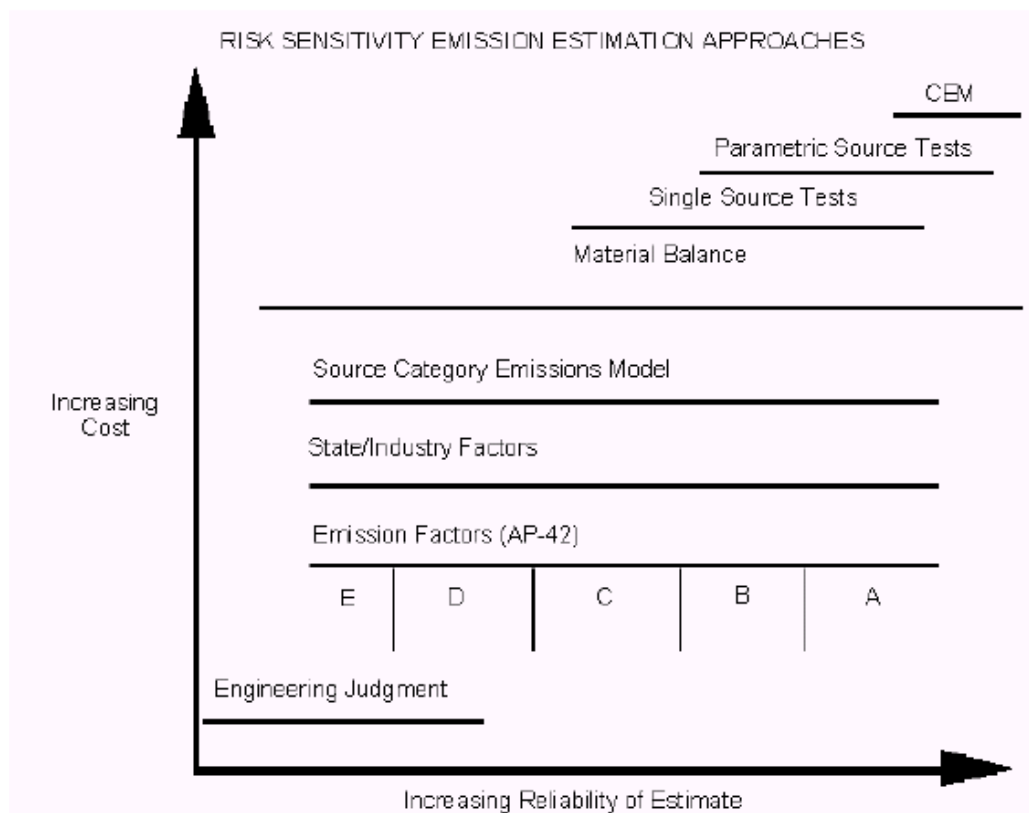 RISK SENSITIVITY EMISSION ESTIMATION APPROACHES
CEM
Parametric Source Tests
Single Source Tests
Material Balance
Source Category Emissions Model
Increasing
Cost
State/Industry Factors
Emission Factors (AP-42)
E D C B A
Engineering Judgment
Increasing Reliability of Estimate